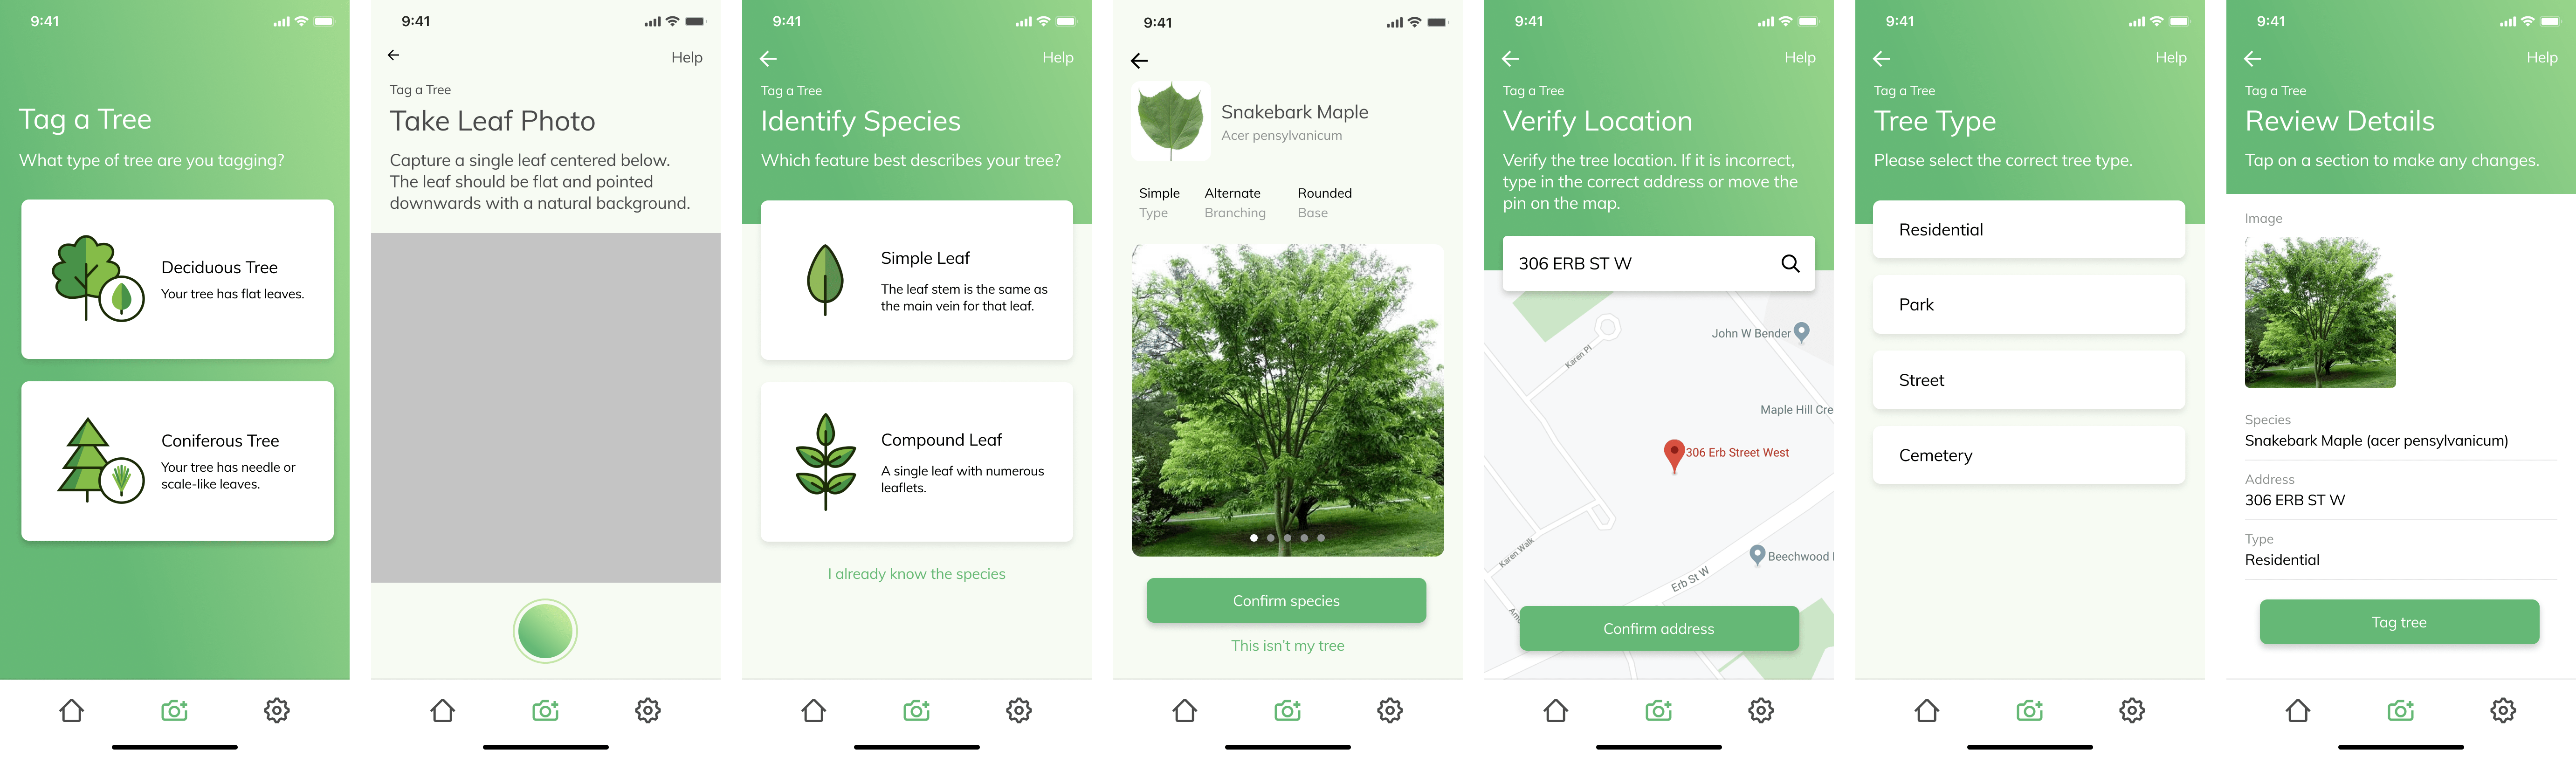 9:41
Tag a Tree
What type of tree are you tagging?
Deciduous Tree
Your tree has flat leaves.
Coniferous Tree
Your tree has needle or
scale-like leaves.
9:41
Help
Tag a Tree
Take Leaf Photo
Capture a single leaf centered below.
The leaf should be flat and pointed
downwards with a natural background.
9:41
Help
Tag a Tree
Identify Species
Which feature best describes your tree?
Simple Leaf
The leaf stem is the same as
the main vein for that leaf.
Compound Leaf
A single leaf with numerous
leaflets.
I already know the species
9:41
Snakebark Maple
Acer pensylvanicum
Simple Alternate Rounded
Type Branching Base
Confirm species
This isn't my tree
9:41
Help
Tag a Tree
Verify Location
Verify the tree location. If it is incorrect,
type in the correct address or move the
pin on the map.
306 ERB ST W
John W Bender
Karen Pl
Maple Hill Cre
306 Erb Street West
Karen Walk
Beechwood
Erb St W
Confirm address
9:41
Help
Tag a Tree
Tree Type
Please select the correct tree type.
Residential
Park
Street
Cemetery
9:41
Help
Tag a Tree
Review Details
Tap on a section to make any changes.
Image
Species
Snakebark Maple (acer pensylvanicum)
Address
306 ERB ST W
Type
Residential
Tag tree